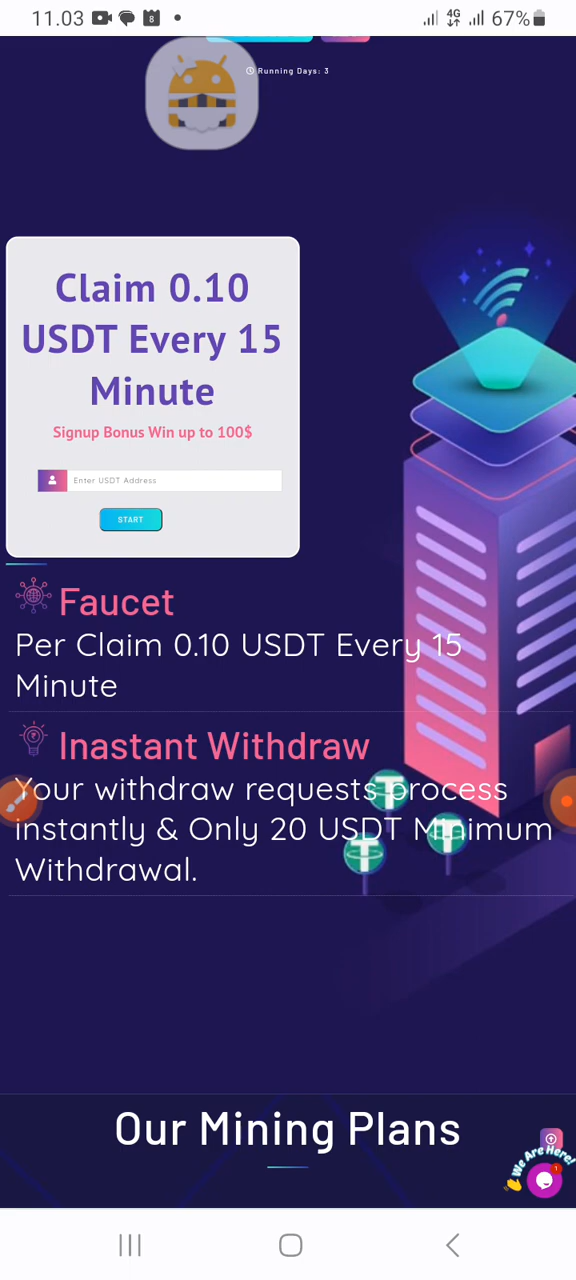 11.03
8
4G
67%
Running Days: 3
Claim 0.10
USDT Every 15
Minute
Signup Bonus Win up to 100$
Enter USDT Address
START
Faucet
Per Claim 0.10 USDT Every 15
Minute
Inastant Withdraw
Your withdraw requests process
instantly & Only 20 USDT Minimum
Withdrawal.
Our Mining Plans
We Are Here!
1